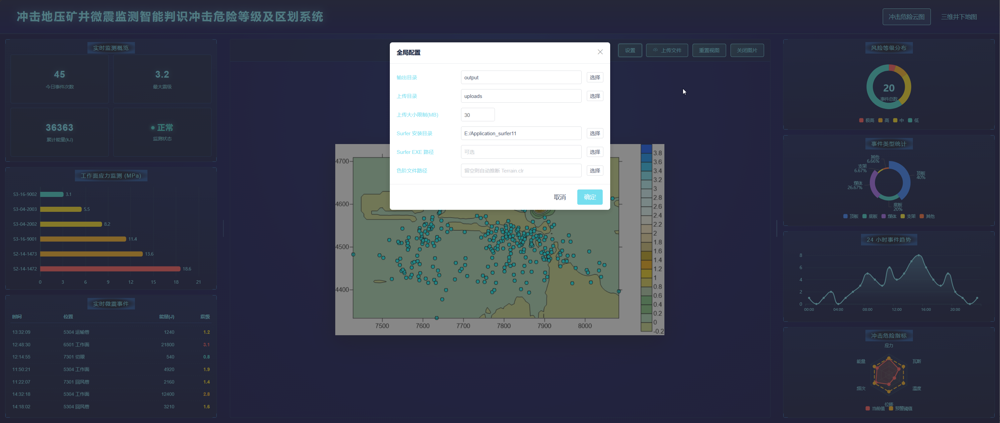 冲击地压矿井微震监测智能判识冲击危险等级及区划系统
冲击危险云图
三维井下地图
实时监测概览
45
今日事件次数
3.2
最大震级
36363
累计能量(kJ)
正常
监测状态
工作面应力监测 (MPa)
S3-16-9002
3.1
S3-04-2003
5.5
S3-04-2002
8.2
S3-16-9001
11.4
S2-14-1473
13.6
S2-14-1472
18.6
0 3 6 9 12 15 18 21
实时微震事件
时间 位置 能量(J) 震级
13:32:09 5304 运输巷 1240 1.2
12:48:30 6501 工作面 21800 3.1
12:14:55 7301 切眼 540 0.8
11:50:21 5304 工作面 4920 1.9
11:22:07 7301 回风巷 2160 1.4
14:32:18 5304 工作面 12400 2.8
14:18:02 5304 回风巷 3210 1.6
设置
上传文件
重置视图
关闭图片
全局配置
输出目录
output
选择
上传目录
uploads
选择
上传大小限制(MB)
30
Surfer 安装目录
E:/Application_surfer11
选择
Surfer EXE 路径
可选
选择
色阶文件路径
留空则自动推断 Terrain.clr
选择
取消
确定
4700
4600
4500
4400
7500 7600 7700 7800 7900 8000
3.8
3.6
3.4
3.2
3
2.8
2.6
2.4
2.2
2
1.8
1.6
1.4
1.2
1
0.8
0.6
0.4
0.2
0
-0.2
风险等级分布
20
事件总数
极高 高 中 低
事件类型统计
其他
6.66%
支架
6.67%
煤体
26.67%
顶板
40%
底板
20%
顶板 底板 煤体 支架 其他
24 小时事件趋势
8
6
4
2
0
00:00 04:00 08:00 12:00 16:00 20:00
冲击危险指标
应力
能量
瓦斯
频次
温度
位移
当前值 预警阈值